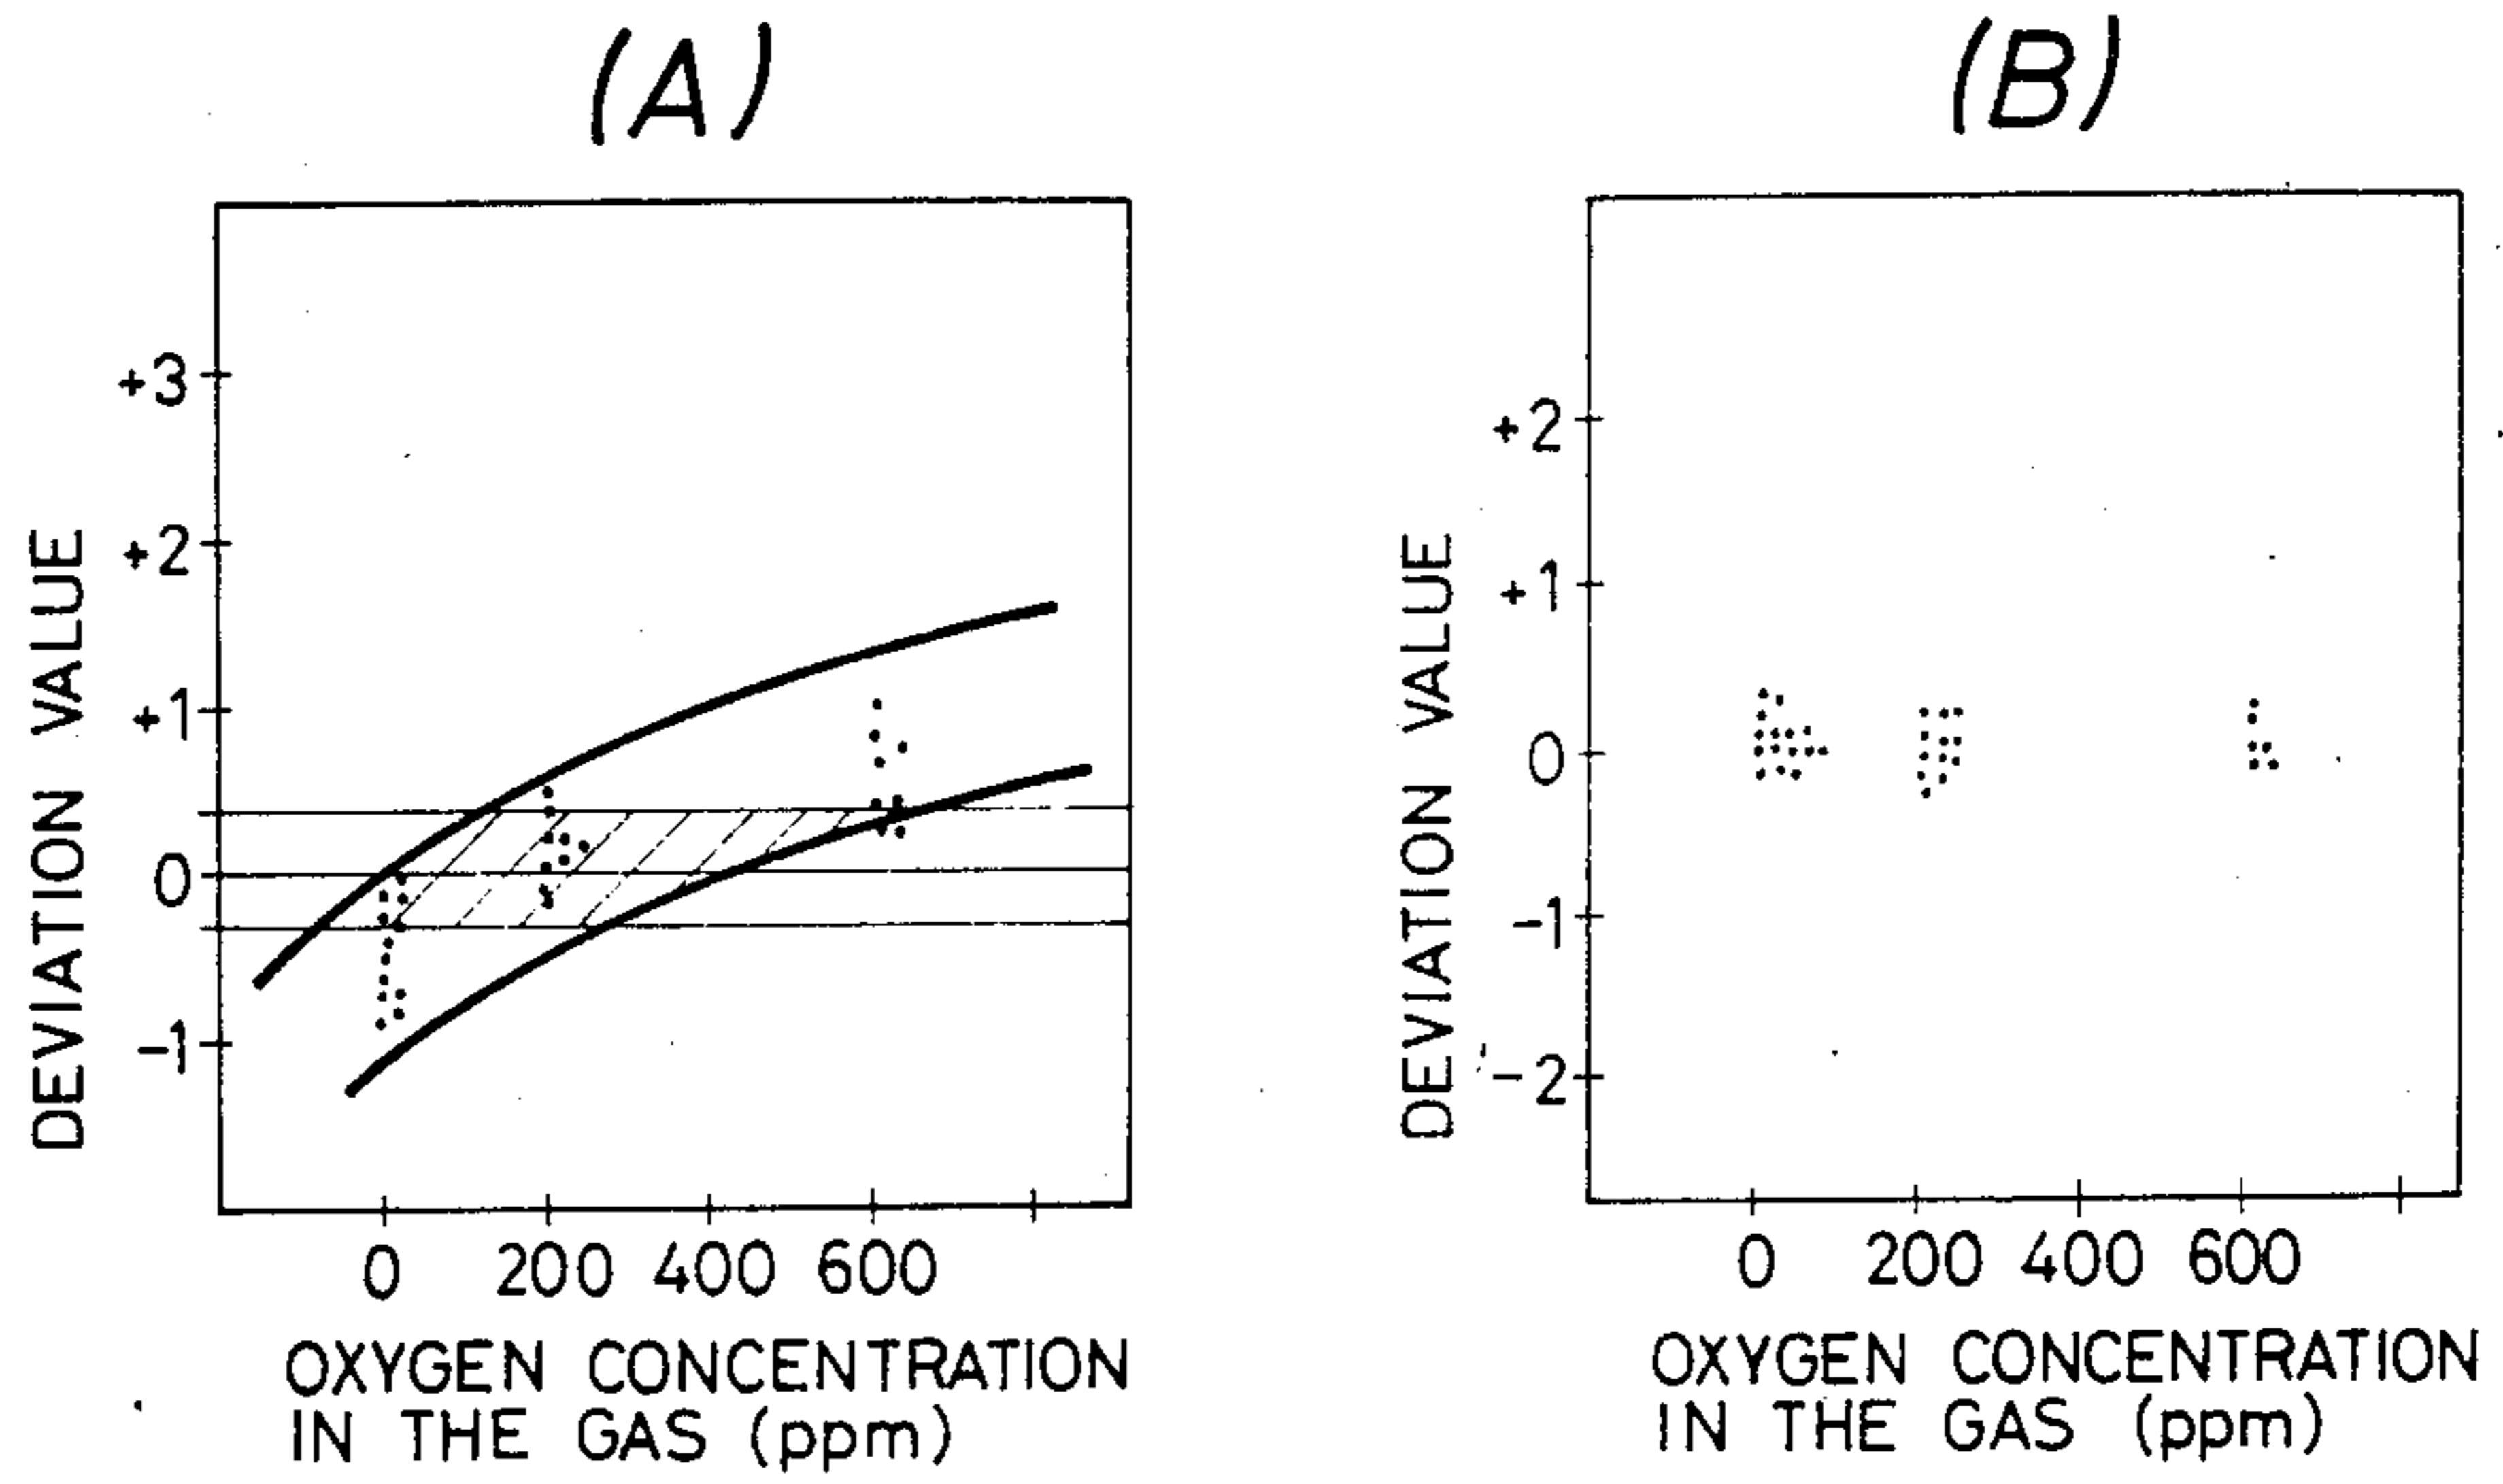 (A)
DEVIATION VALUE
+3
+2
+1
0
-1
0 200 400 600
OXYGEN CONCENTRATION
IN THE GAS (ppm)
(B)
DEVIATION VALUE
+2
+1
0
-1
-2
0 200 400 600
OXYGEN CONCENTRATION
IN THE GAS (ppm)